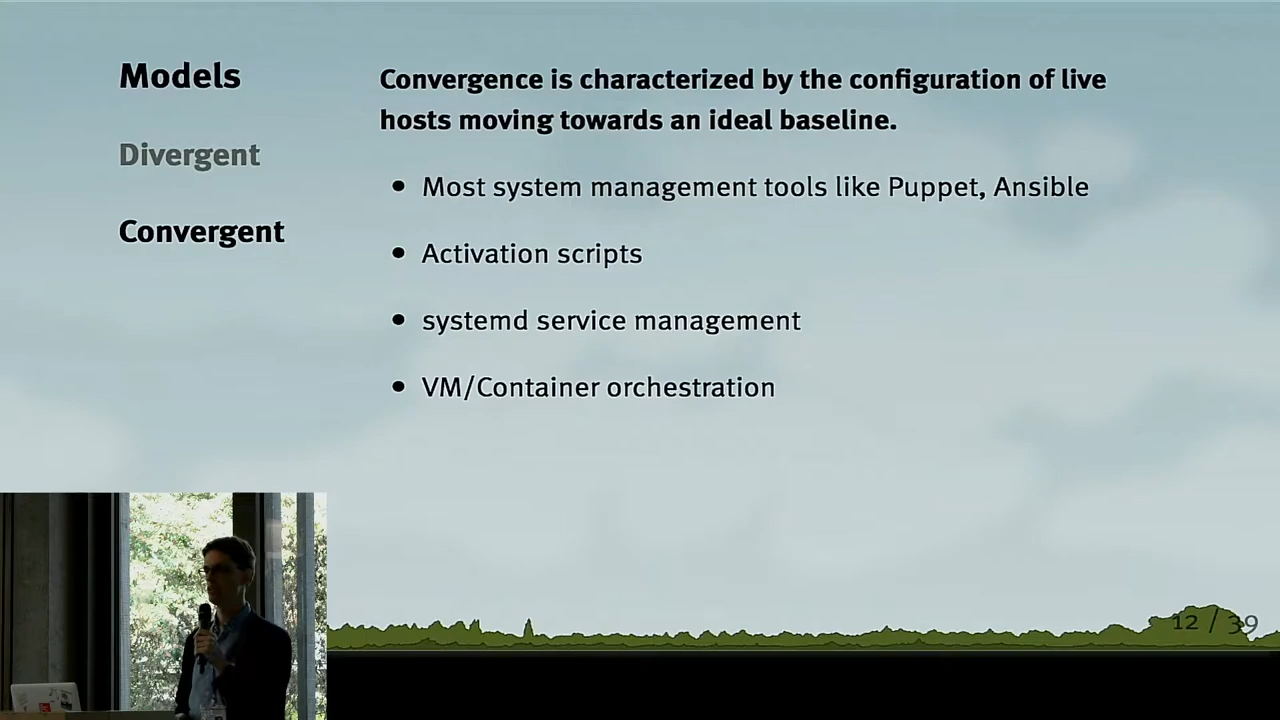 Models
Divergent
Convergent
Convergence is characterized by the configuration of live
hosts moving towards an ideal baseline.
• Most system management tools like Puppet, Ansible
• Activation scripts
• systemd service management
• VM/Container orchestration
12 / 39